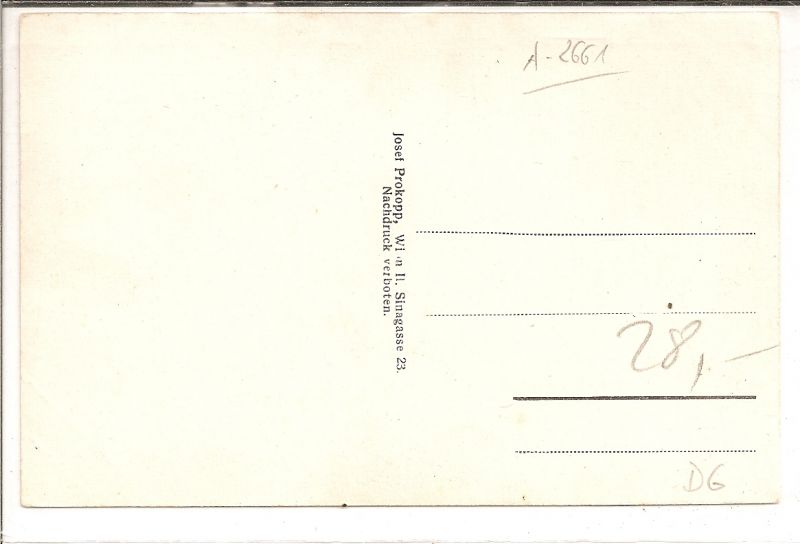 A-2661
Josef Prokopp, Wien II. Sinagasse 23.
Nachdruck verboten.
28,-
DG